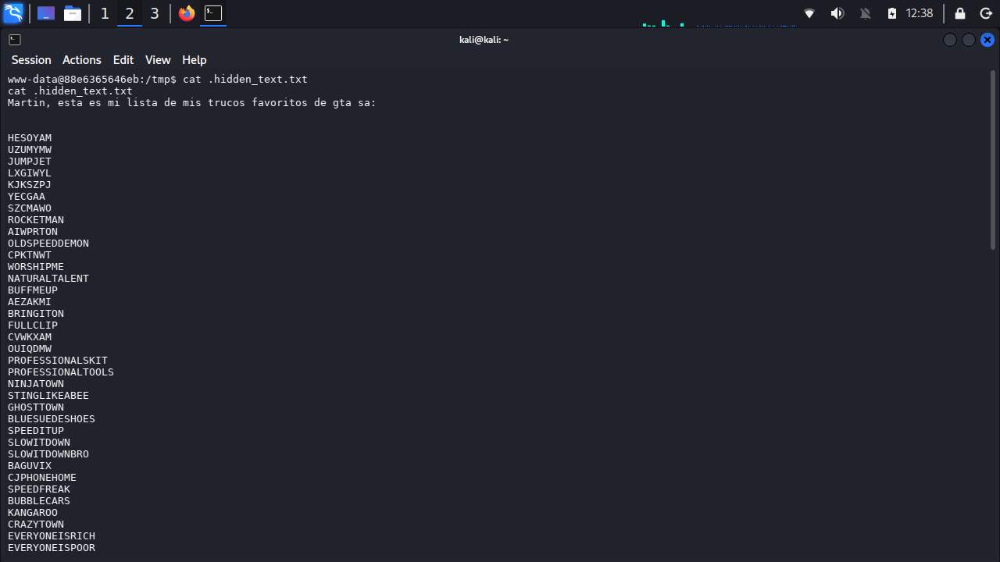 1 2 3 12:38
kali@kali: ~
Session Actions Edit View Help
www-data@88e6365646eb:/tmp$ cat .hidden_text.txt
cat .hidden_text.txt
Martin, esta es mi lista de mis trucos favoritos de gta sa:
HESOYAM
UZUMYMW
JUMPJET
LXGIWYL
KJKSZPJ
YECGAA
SZCMAWO
ROCKETMAN
AIWPRTON
OLDSPEEDDEMON
CPKTNWT
WORSHIPME
NATURALTALENT
BUFFMEUP
AEZAKMI
BRINGITON
FULLCLIP
CVWKXAM
OUIQDMW
PROFESSIONALSKIT
PROFESSIONALTOOLS
NINJATOWN
STINGLIKEABEE
GHOSTTOWN
BLUESUEDESHOES
SPEEDITUP
SLOWITDOWN
SLOWITDOWNBRO
BAGUVIX
CJPHONEHOME
SPEEDFREAK
BUBBLECARS
KANGAROO
CRAZYTOWN
EVERYONEISRICH
EVERYONEISPOOR